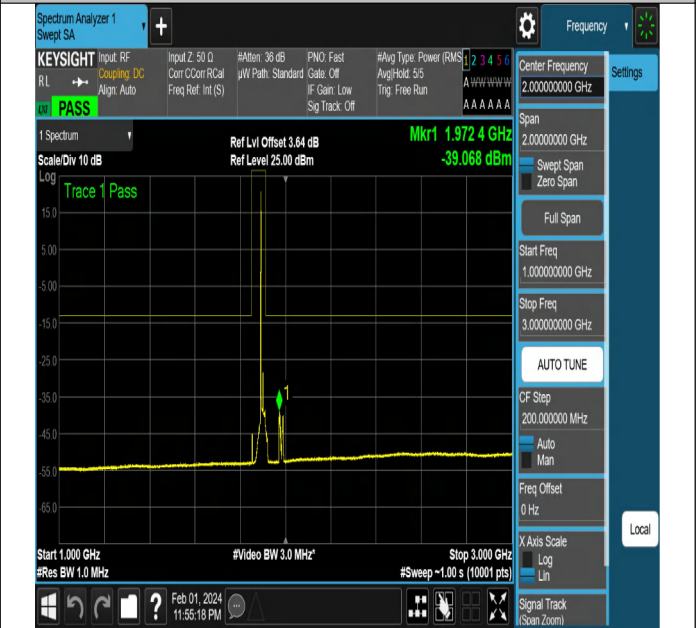 Spectrum Analyzer 1
Swept SA
Frequency
KEYSIGHT
RL
PASS
Input: RF
Coupling: DC
Align: Auto
Input Z: 50 Ω
Corr CCorr RCal
Freq Ref: Int (S)
#Atten: 36 dB
µW Path: Standard
PNO: Fast
Gate: Off
IF Gain: Low
Sig Track: Off
#Avg Type: Power (RMS
Avg|Hold: 5/5
Trig: Free Run
1 2 3 4 5 6
A W W W W W
A A A A A A
1 Spectrum
Scale/Div 10 dB
Ref Lvl Offset 3.64 dB
Ref Level 25.00 dBm
Mkr1 1.972 4 GHz
-39.068 dBm
Log
Trace 1 Pass
15.0
5.00
-5.00
-15.0
-25.0
-35.0
-45.0
-55.0
-65.0
1
Start 1.000 GHz
#Video BW 3.0 MHz*
Stop 3.000 GHz
#Res BW 1.0 MHz
#Sweep ~1.00 s (10001 pts)
Feb 01, 2024
11:55:18 PM
Center Frequency
2.000000000 GHz
Settings
Span
2.00000000 GHz
Swept Span
Zero Span
Full Span
Start Freq
1.000000000 GHz
Stop Freq
3.000000000 GHz
AUTO TUNE
CF Step
200.000000 MHz
Auto
Man
Freq Offset
0 Hz
X Axis Scale
Log
Lin
Local
Signal Track
(Span Zoom)